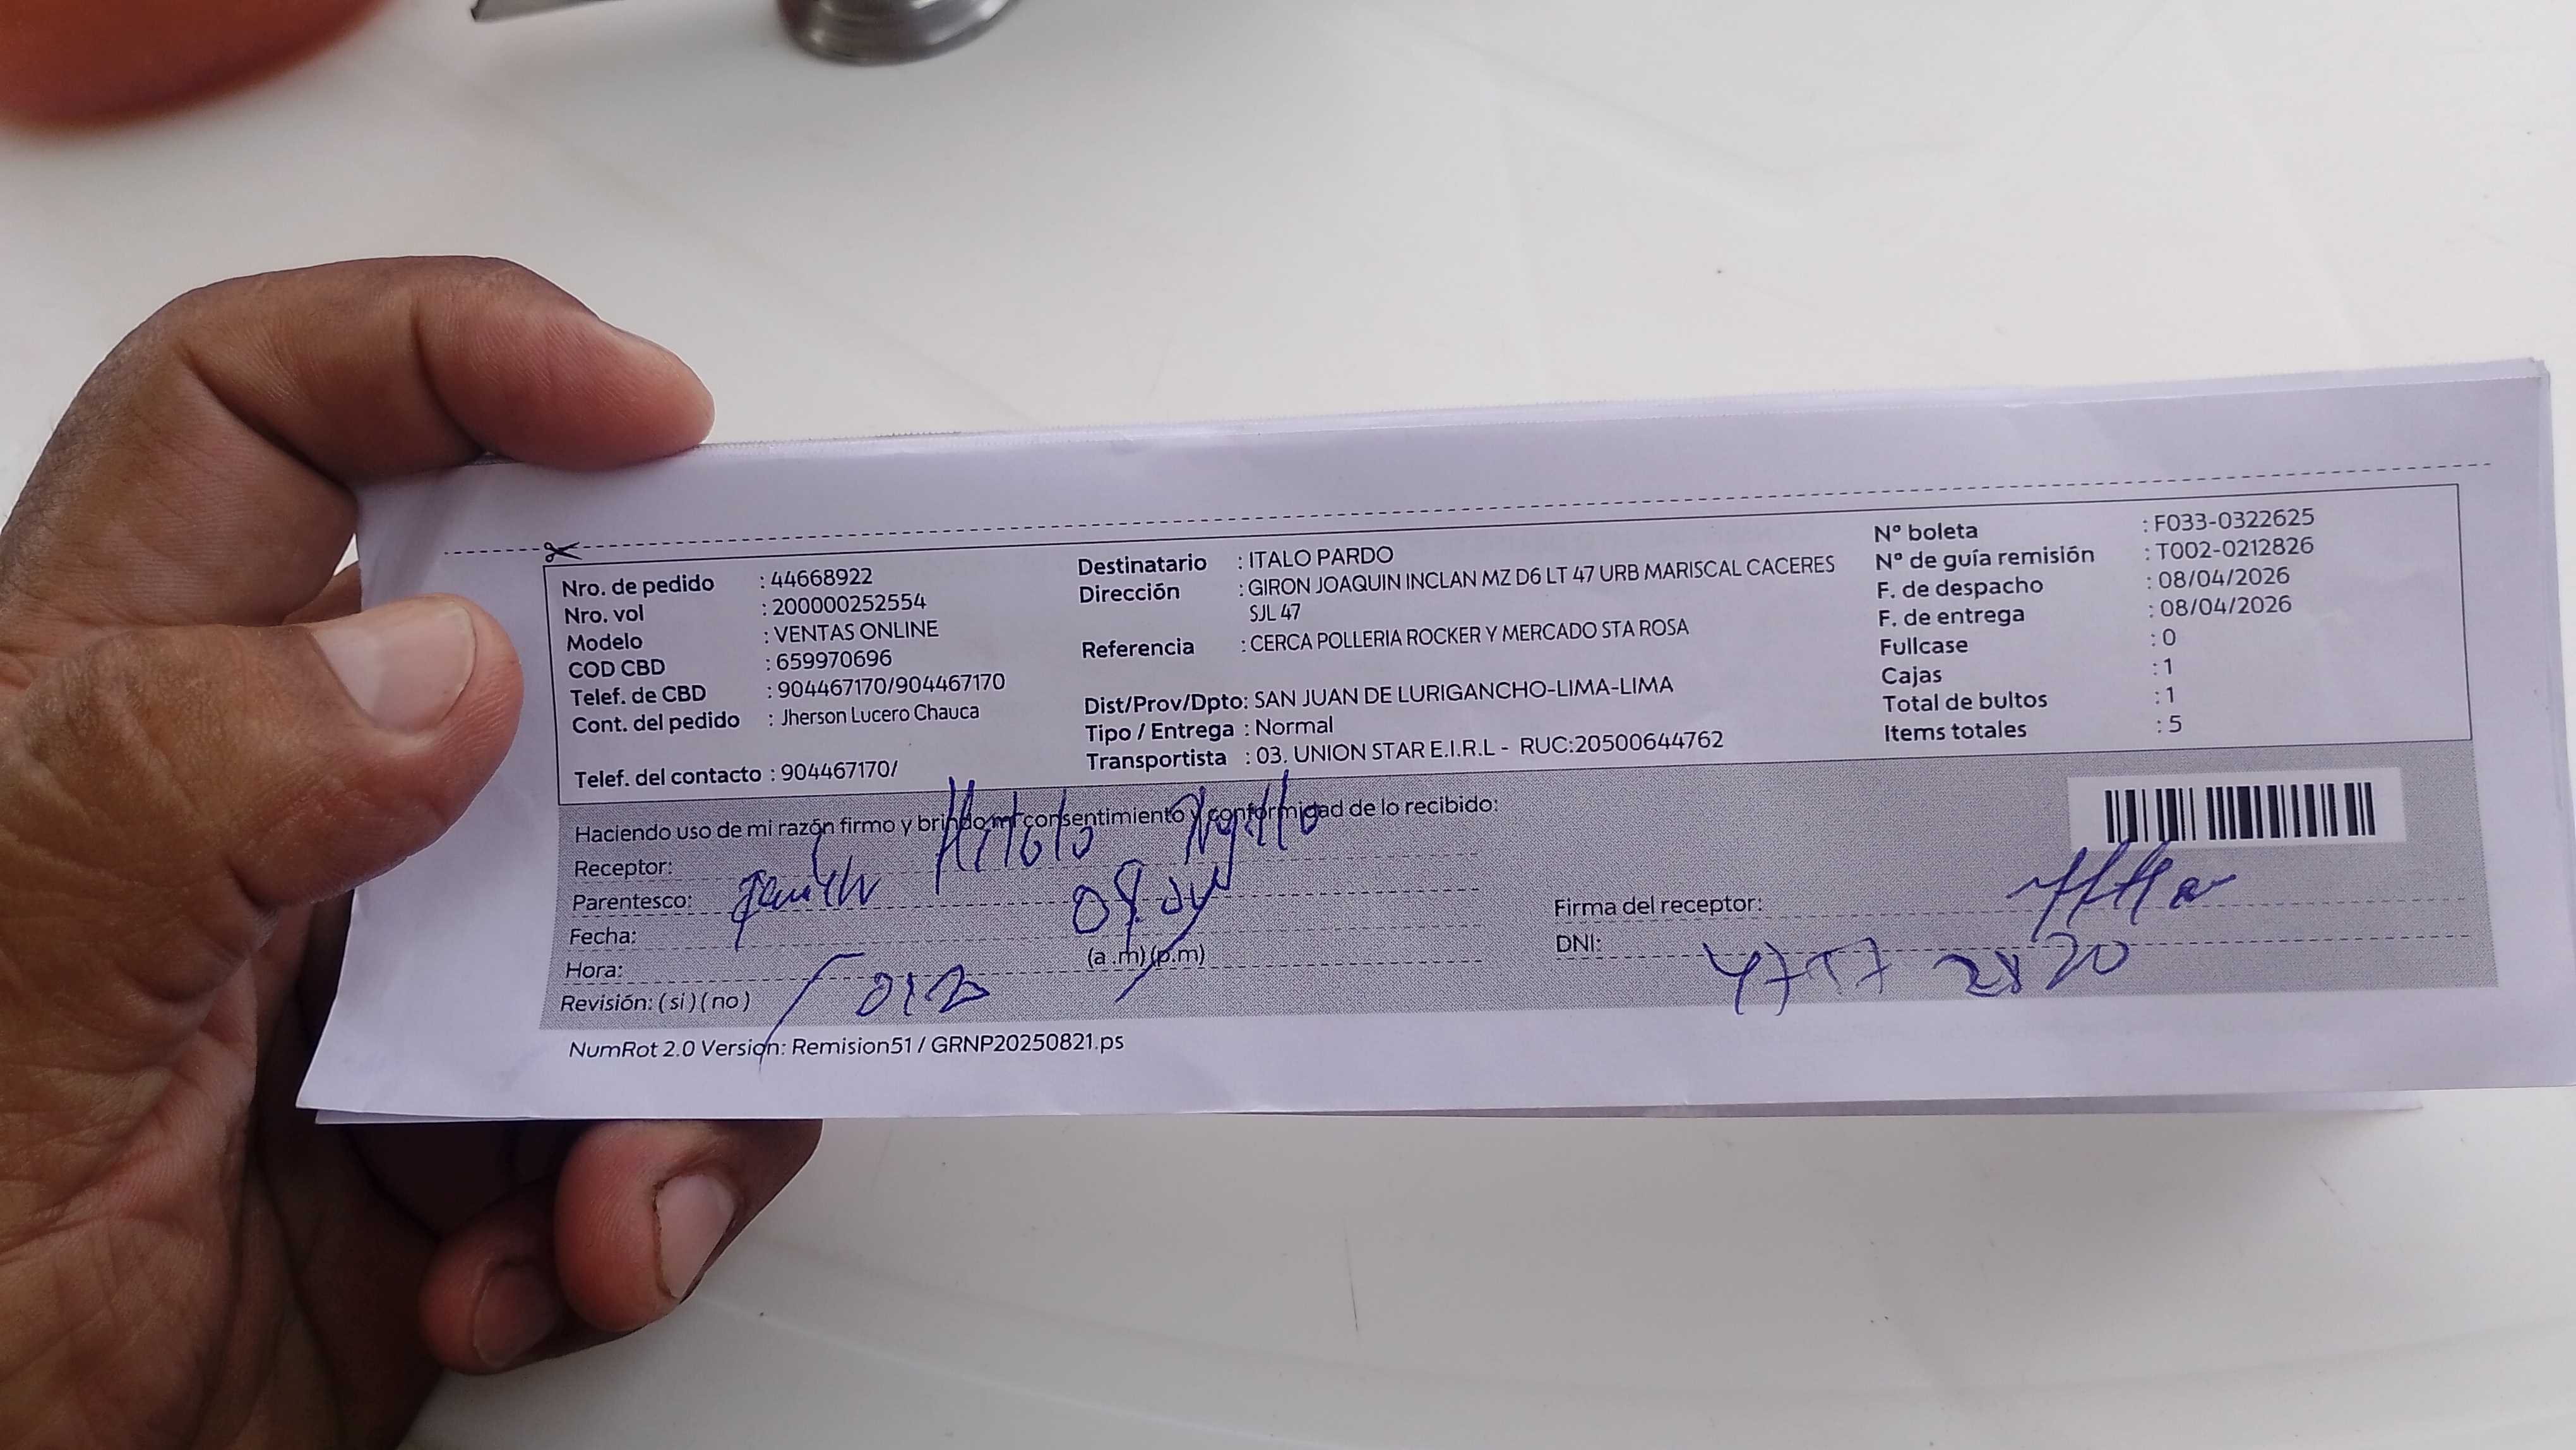 Nro. de pedido : 44668922
Nro. vol : 200000252554
Modelo : VENTAS ONLINE
COD CBD : 659970696
Telef. de CBD : 904467170/904467170
Cont. del pedido : Jherson Lucero Chauca
Telef. del contacto : 904467170/
Destinatario : ITALO PARDO
Dirección : GIRON JOAQUIN INCLAN MZ D6 LT 47 URB MARISCAL CACERES
SJL 47
Referencia : CERCA POLLERIA ROCKER Y MERCADO STA ROSA
Dist/Prov/Dpto: SAN JUAN DE LURIGANCHO-LIMA-LIMA
Tipo / Entrega : Normal
Transportista : 03. UNION STAR E.I.R.L - RUC:20500644762
Nº boleta : F033-0322625
Nº de guía remisión : T002-0212826
F. de despacho : 08/04/2026
F. de entrega : 08/04/2026
Fullcase : 0
Cajas : 1
Total de bultos : 1
Items totales : 5
Haciendo uso de mi razón firmo y brindo mi consentimiento y conformidad de lo recibido:
Receptor:
Parentesco:
Fecha:
Hora: (a .m) (p.m)
Revisión: ( si ) ( no )
Firma del receptor:
DNI:
NumRot 2.0 Version: Remision51 / GRNP20250821.ps